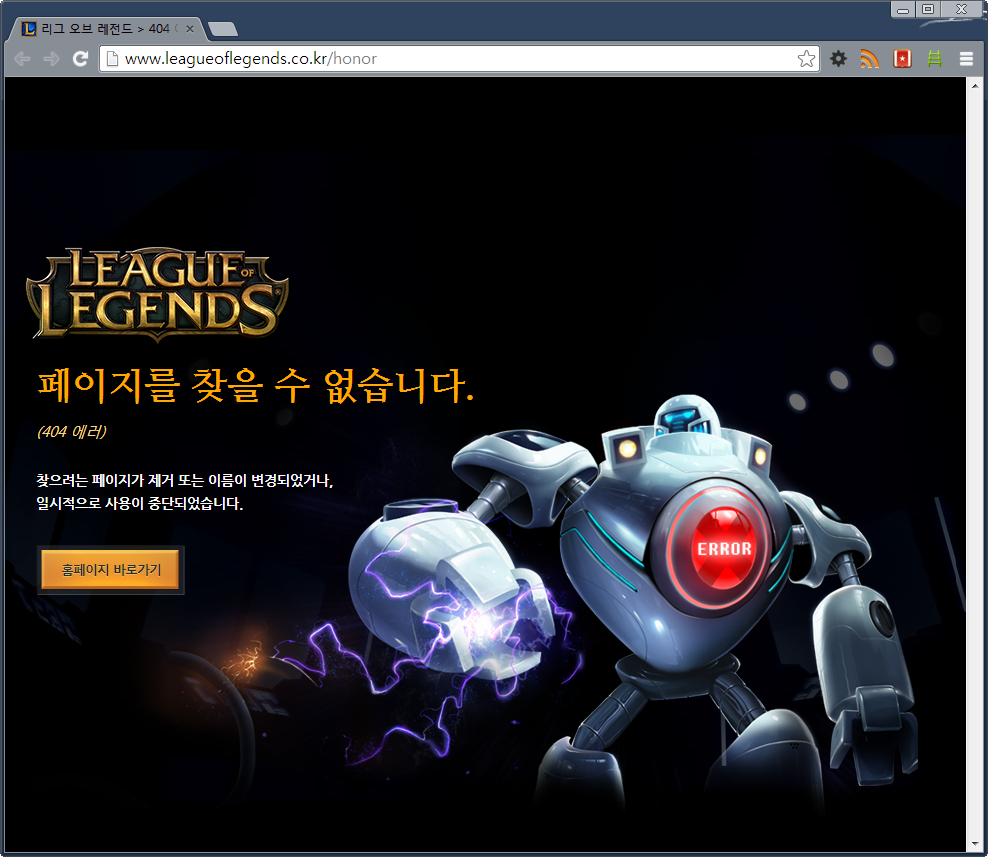 리그 오브 레전드 > 404
www.leagueoflegends.co.kr/honor
LEAGUE OF
LEGENDS
페이지를 찾을 수 없습니다.
(404 에러)
찾으려는 페이지가 제거 또는 이름이 변경되었거나,
일시적으로 사용이 중단되었습니다.
ERROR
홈페이지 바로가기